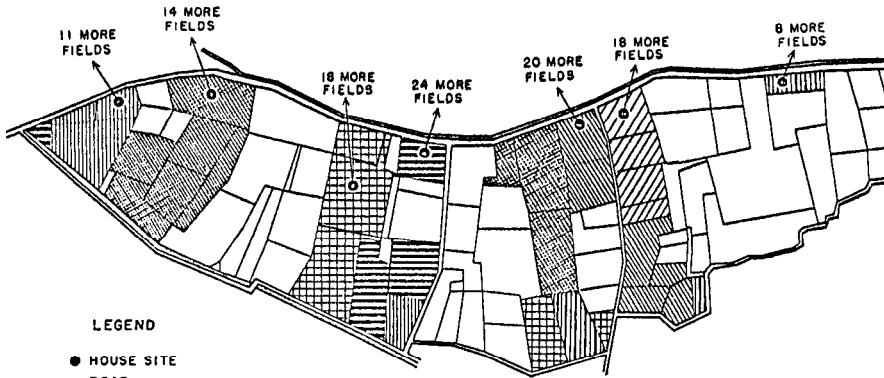 14 MORE
FIELDS
11 MORE
FIELDS
18 MORE
FIELDS
24 MORE
FIELDS
20 MORE
FIELDS
18 MORE
FIELDS
8 MORE
FIELDS
LEGEND
HOUSE SITE